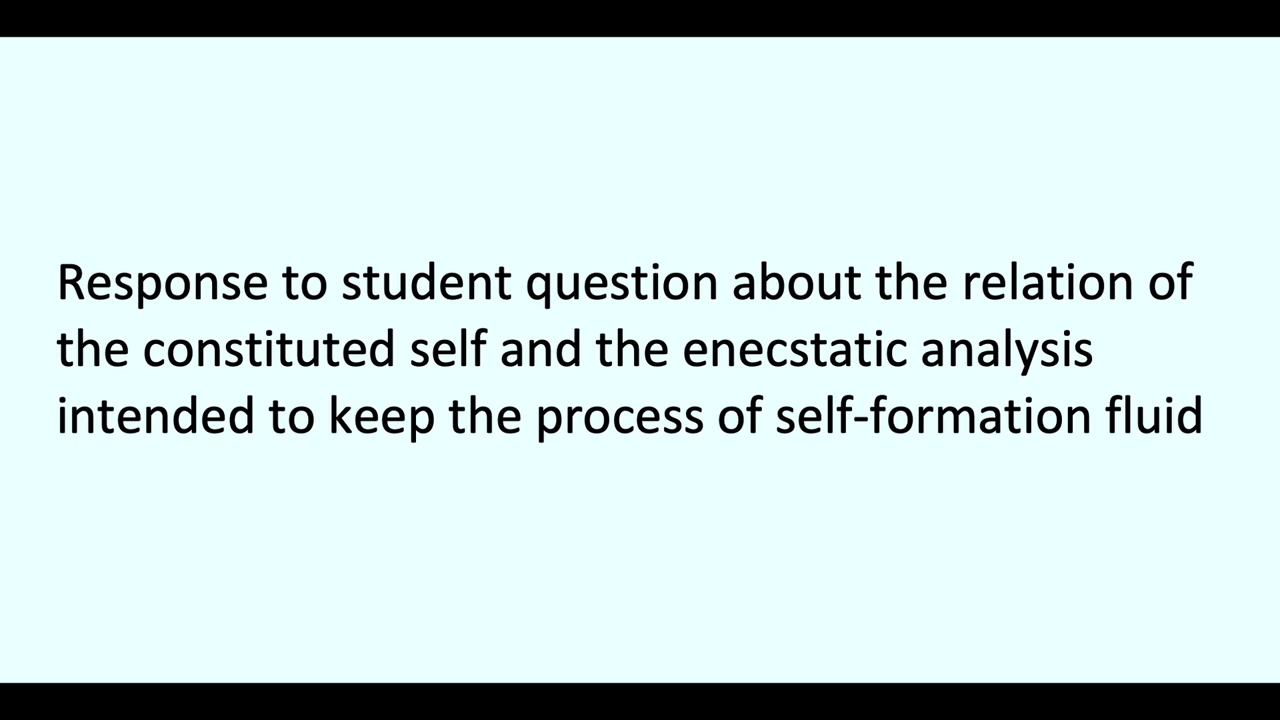 Response to student question about the relation of
the constituted self and the enecstatic analysis
intended to keep the process of self-formation fluid